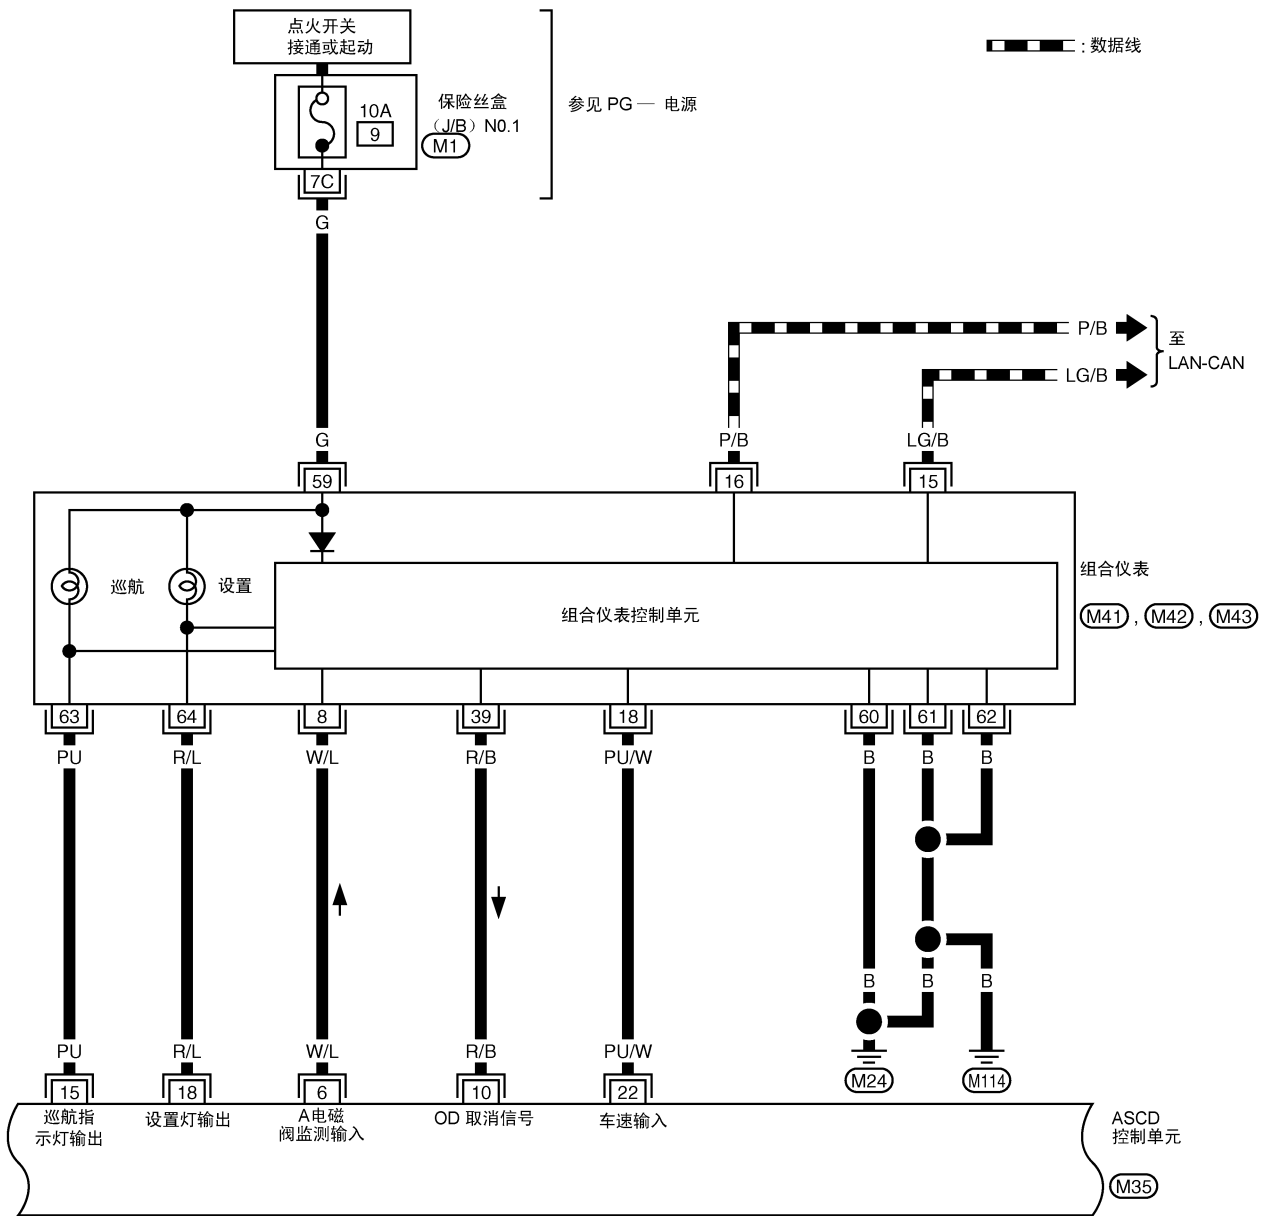 点火开关
接通或起动
: 数据线
保险丝盒
(J/B) N0.1
M1
10A
9
参见 PG — 电源
7C
G
P/B
至
LAN-CAN
LG/B
G
P/B
LG/B
59
16
15
巡航
设置
组合仪表
组合仪表控制单元
M41 , M42 , M43
63
64
8
39
18
60
61
62
PU
R/L
W/L
R/B
PU/W
B
B
B
B
B
B
PU
R/L
W/L
R/B
PU/W
M24
M114
15
18
6
10
22
巡航指
示灯输出
设置灯输出
A电磁
阀监测输入
OD 取消信号
车速输入
ASCD
控制单元
M35